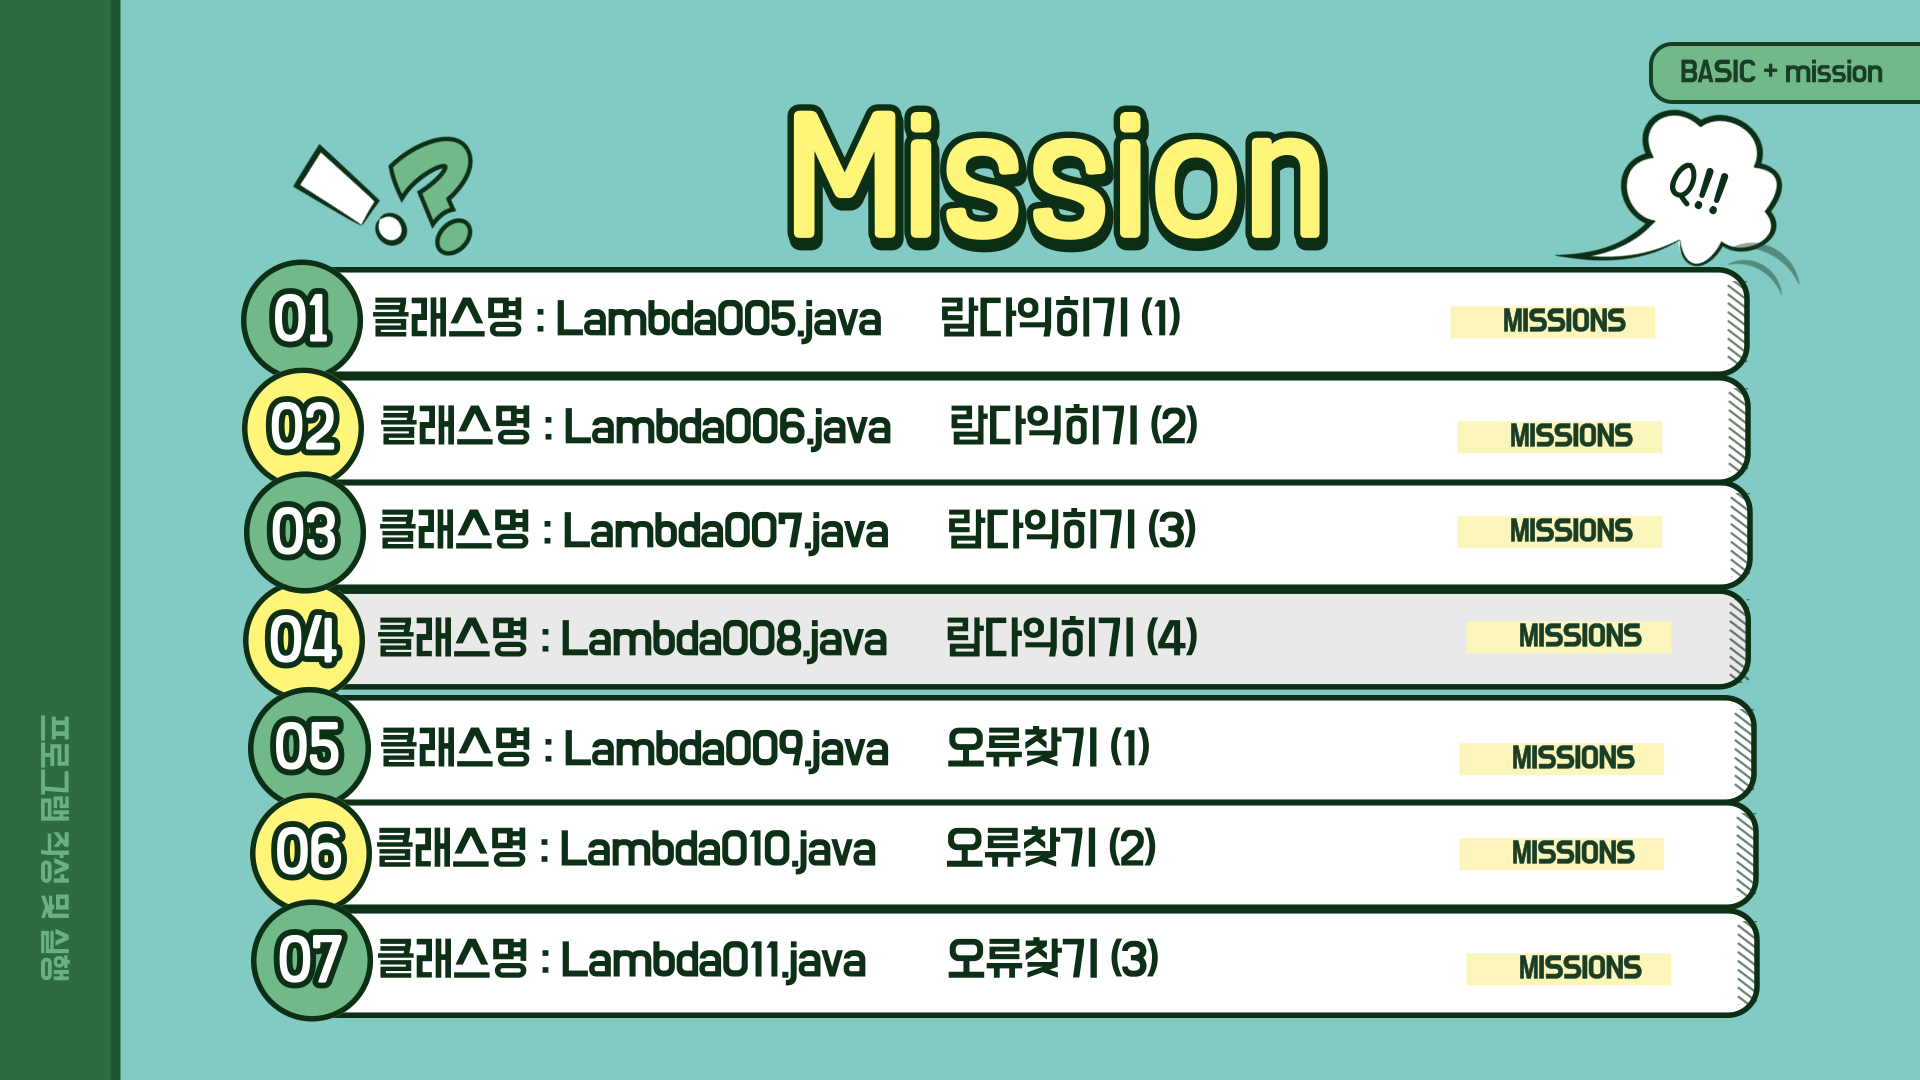 BASIC + mission
Mission
!?
Q!!
01 클래스명 : Lambda005.java 람다익히기 (1) MISSIONS
02 클래스명 : Lambda006.java 람다익히기 (2) MISSIONS
03 클래스명 : Lambda007.java 람다익히기 (3) MISSIONS
04 클래스명 : Lambda008.java 람다익히기 (4) MISSIONS
05 클래스명 : Lambda009.java 오류찾기 (1) MISSIONS
06 클래스명 : Lambda010.java 오류찾기 (2) MISSIONS
07 클래스명 : Lambda011.java 오류찾기 (3) MISSIONS
프로그램 작성 및 실행